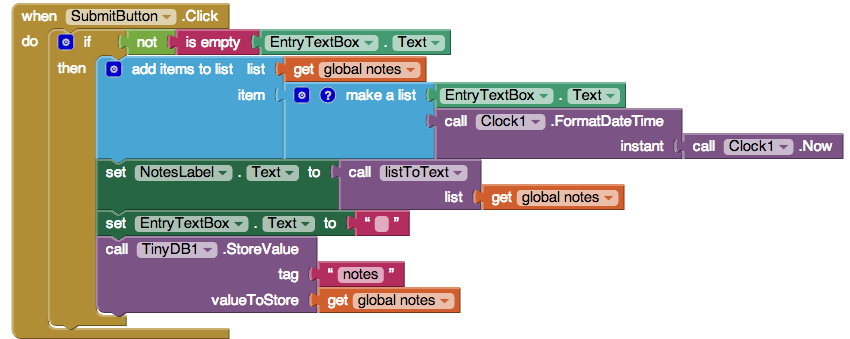 when SubmitButton .Click
do if not is empty EntryTextBox . Text
then add items to list list get global notes
item ? make a list EntryTextBox . Text
call Clock1 .FormatDateTime
instant call Clock1 .Now
set NotesLabel . Text to call listToText
list get global notes
set EntryTextBox . Text to “ ”
call TinyDB1 .StoreValue
tag “ notes ”
valueToStore get global notes